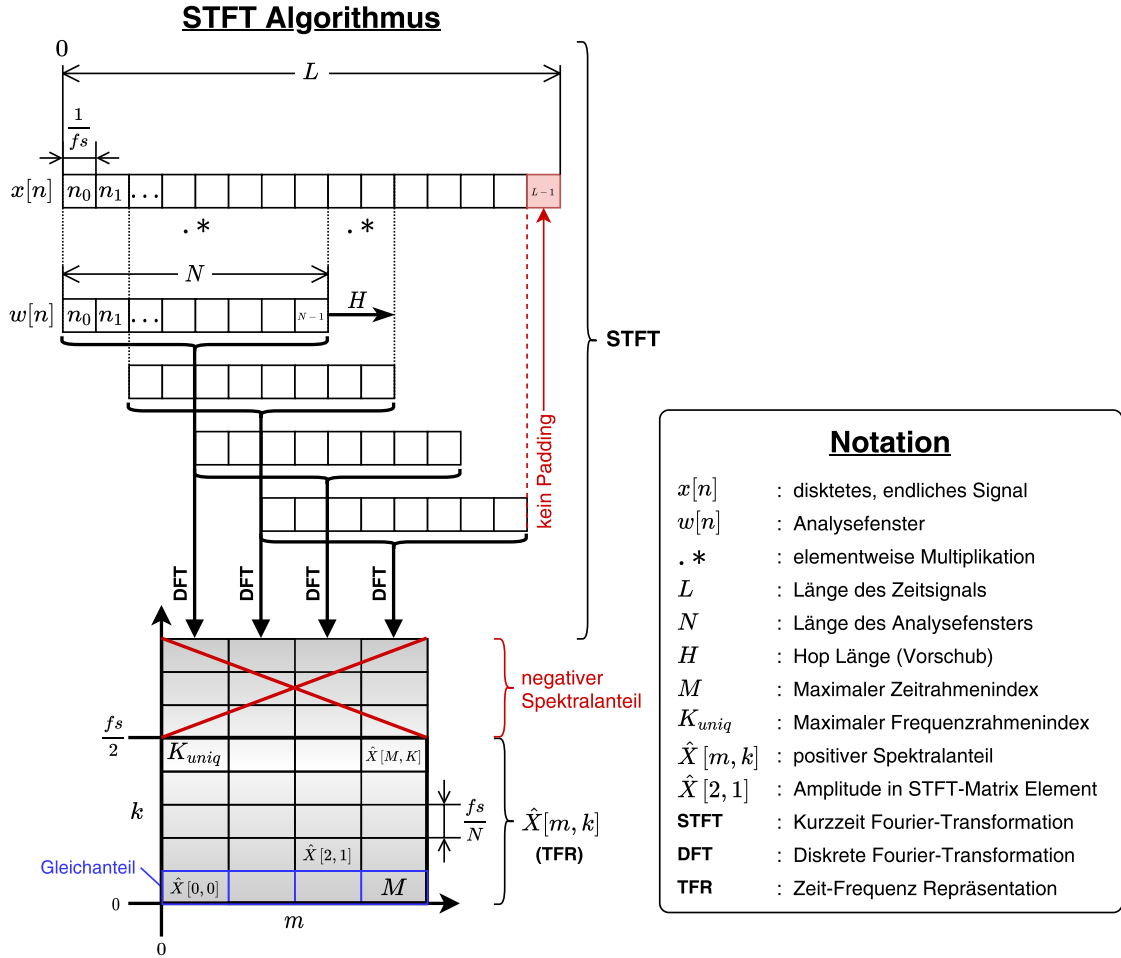 STFT Algorithmus
0
L
1
fs
x[n] n₀ n₁ ... L−1
.* .*
N
H
w[n] n₀ n₁ ... N−1
STFT
kein Padding
DFT DFT DFT DFT
negativer
Spektralanteil
fs
2
K_uniq X̂[M,K]
k
fs
N
X̂[m,k]
(TFR)
X̂[2,1]
Gleichanteil
X̂[0,0] M
0
m
0
Notation
x[n] : disktetes, endliches Signal
w[n] : Analysefenster
.* : elementweise Multiplikation
L : Länge des Zeitsignals
N : Länge des Analysefensters
H : Hop Länge (Vorschub)
M : Maximaler Zeitrahmenindex
K_uniq : Maximaler Frequenzrahmenindex
X̂[m,k] : positiver Spektralanteil
X̂[2,1] : Amplitude in STFT-Matrix Element
STFT : Kurzzeit Fourier-Transformation
DFT : Diskrete Fourier-Transformation
TFR : Zeit-Frequenz Repräsentation